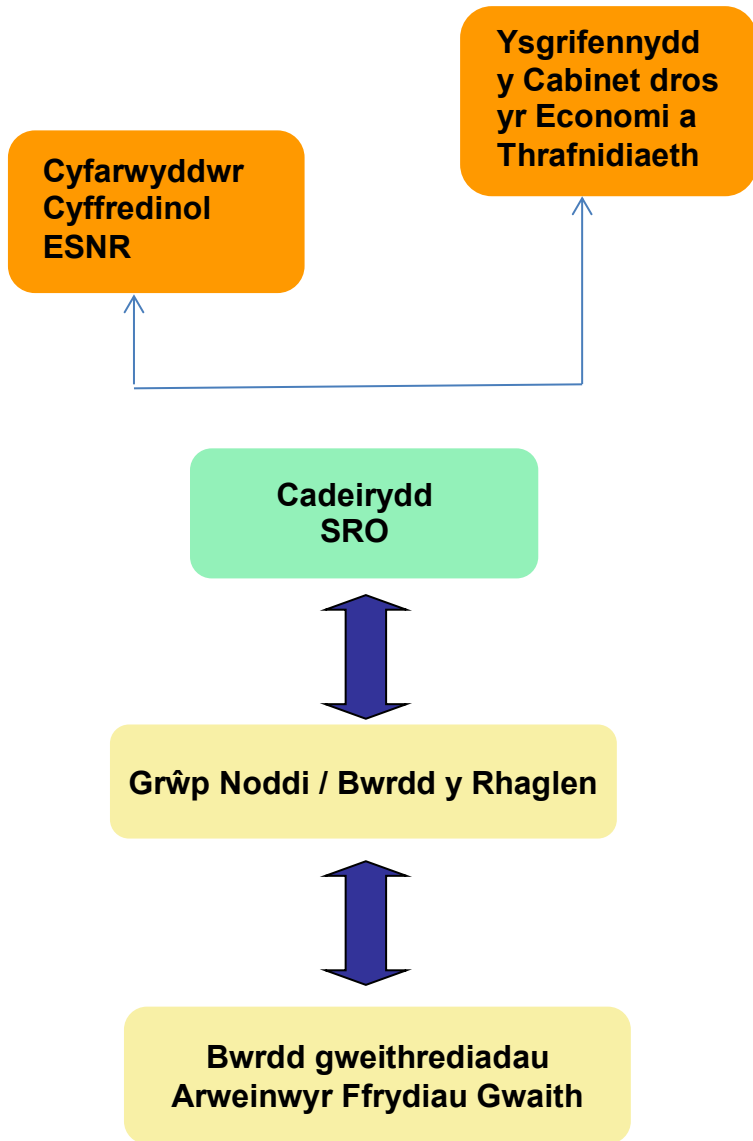 Ysgrifennydd
y Cabinet dros
yr Economi a
Thrafnidiaeth
Cyfarwyddwr
Cyffredinol
ESNR
Cadeirydd
SRO
Grŵp Noddi / Bwrdd y Rhaglen
Bwrdd gweithrediadau
Arweinwyr Ffrydiau Gwaith